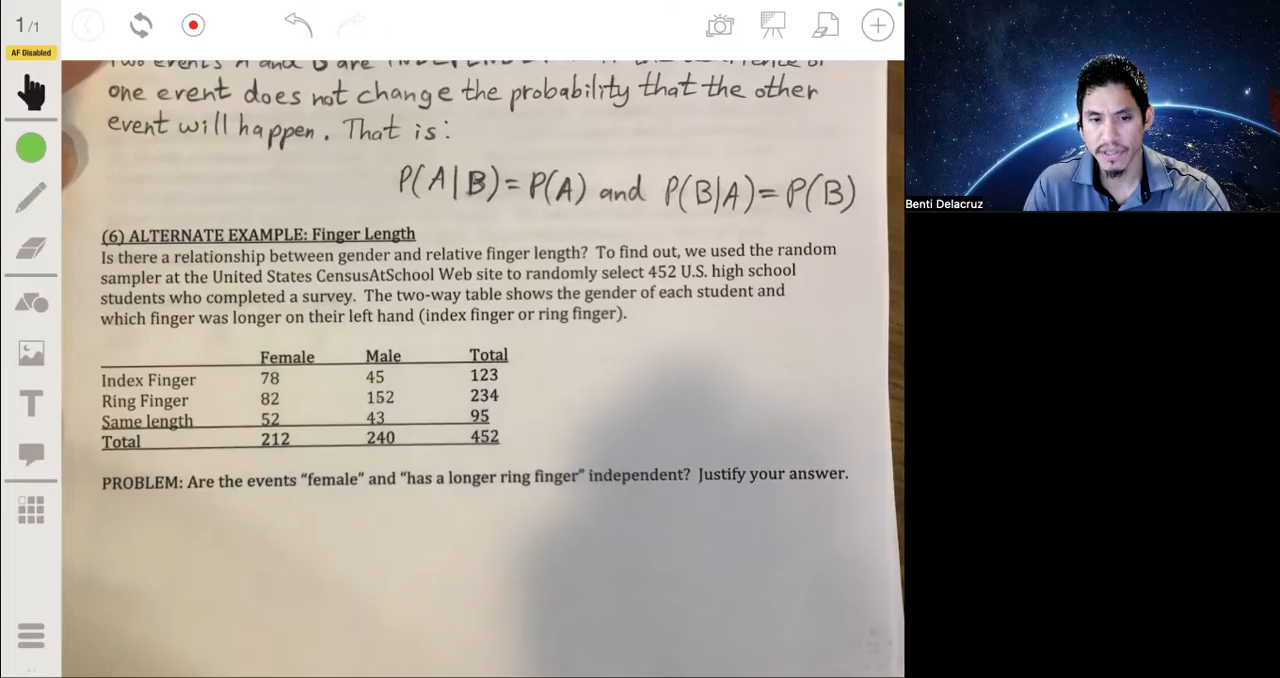 1/1
AF Disabled
Two events A and B are
one event does not change the probability that the other
event will happen. That is:
P(A|B)=P(A) and P(B|A)=P(B)
(6) ALTERNATE EXAMPLE: Finger Length
Is there a relationship between gender and relative finger length? To find out, we used the random
sampler at the United States CensusAtSchool Web site to randomly select 452 U.S. high school
students who completed a survey. The two-way table shows the gender of each student and
which finger was longer on their left hand (index finger or ring finger).
Female Male Total
Index Finger 78 45 123
Ring Finger 82 152 234
Same length 52 43 95
Total 212 240 452
PROBLEM: Are the events “female” and “has a longer ring finger” independent? Justify your answer.
T
Benti Delacruz